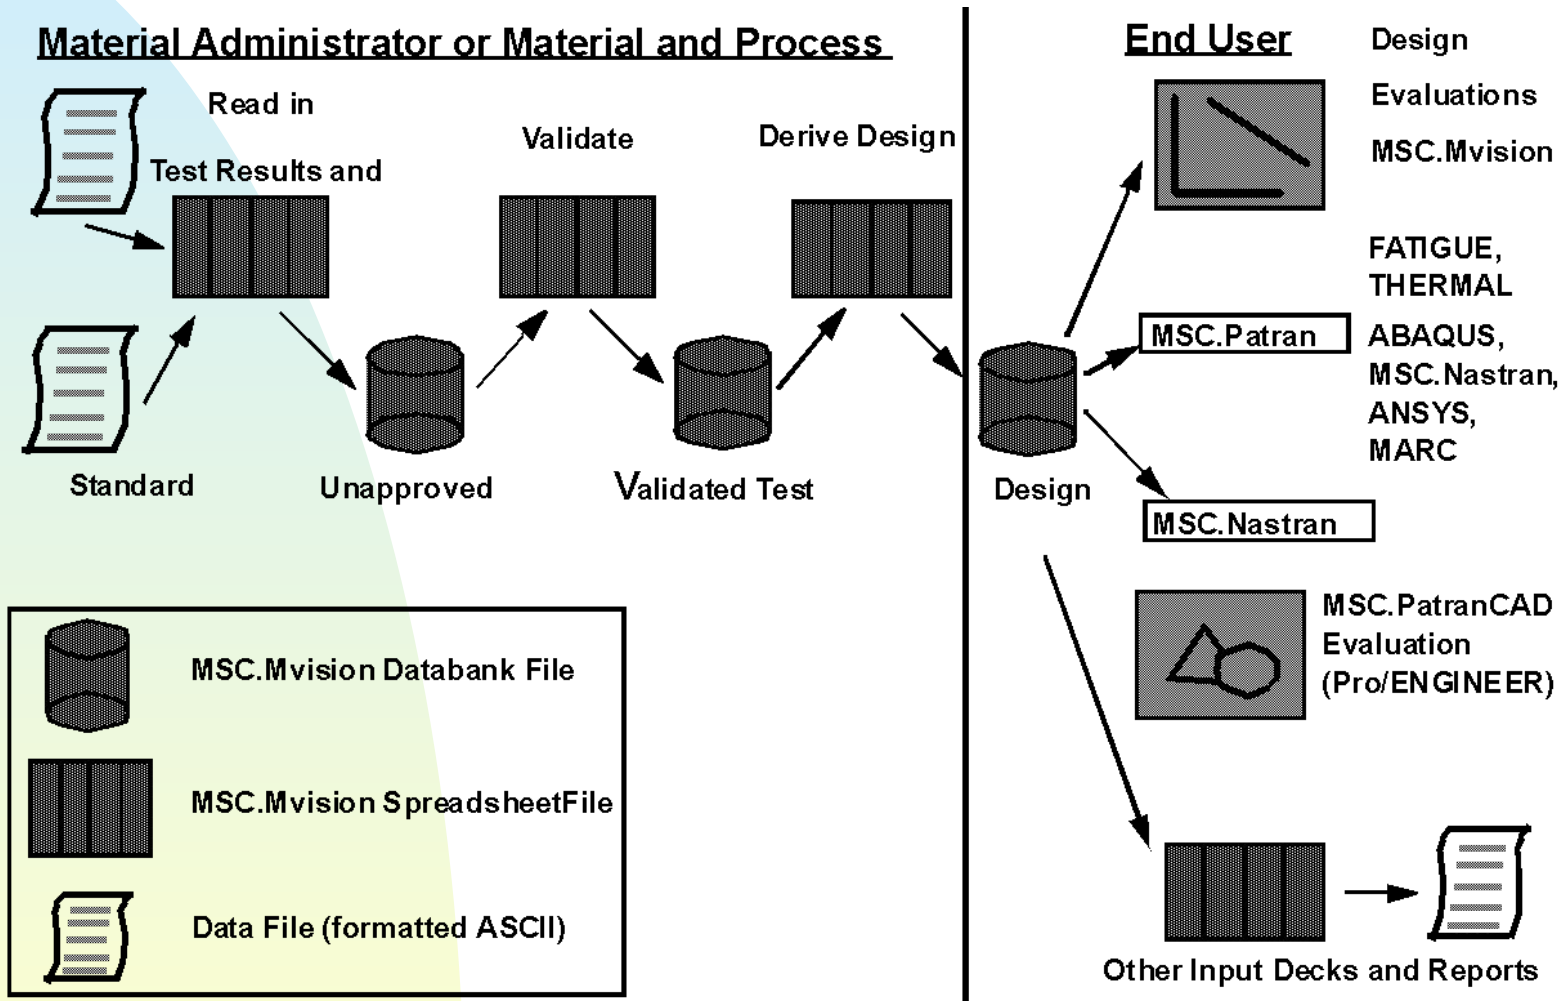 Material Administrator or Material and Process
End User
Design
Evaluations
MSC.Mvision
Read in
Test Results and
Validate
Derive Design
FATIGUE,
THERMAL
MSC.Patran
ABAQUS,
MSC.Nastran,
ANSYS,
MARC
Standard
Unapproved
Validated Test
Design
MSC.Nastran
MSC.PatranCAD
Evaluation
(Pro/ENGINEER)
MSC.Mvision Databank File
MSC.Mvision SpreadsheetFile
Data File (formatted ASCII)
Other Input Decks and Reports